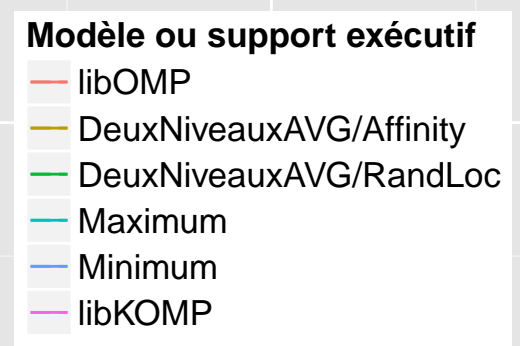 Modèle ou support exécutif
libOMP
DeuxNiveauxAVG/Affinity
DeuxNiveauxAVG/RandLoc
Maximum
Minimum
libKOMP